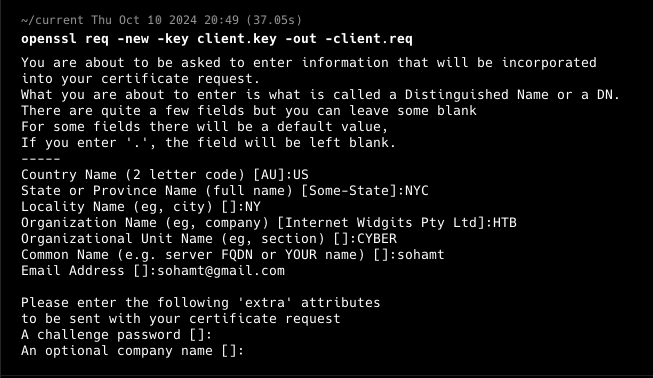 ~/current Thu Oct 10 2024 20:49 (37.05s)
openssl req -new -key client.key -out -client.req
You are about to be asked to enter information that will be incorporated
into your certificate request.
What you are about to enter is what is called a Distinguished Name or a DN.
There are quite a few fields but you can leave some blank
For some fields there will be a default value,
If you enter '.', the field will be left blank.
-----
Country Name (2 letter code) [AU]:US
State or Province Name (full name) [Some-State]:NYC
Locality Name (eg, city) []:NY
Organization Name (eg, company) [Internet Widgits Pty Ltd]:HTB
Organizational Unit Name (eg, section) []:CYBER
Common Name (e.g. server FQDN or YOUR name) []:sohamt
Email Address []:sohamt@gmail.com
Please enter the following 'extra' attributes
to be sent with your certificate request
A challenge password []:
An optional company name []: